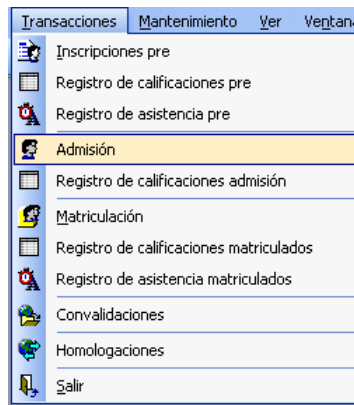 Transacciones Mantenimiento Ver Ventana
Inscripciones pre
Registro de calificaciones pre
Registro de asistencia pre
Admisión
Registro de calificaciones admisión
Matriculación
Registro de calificaciones matriculados
Registro de asistencia matriculados
Convalidaciones
Homologaciones
Salir